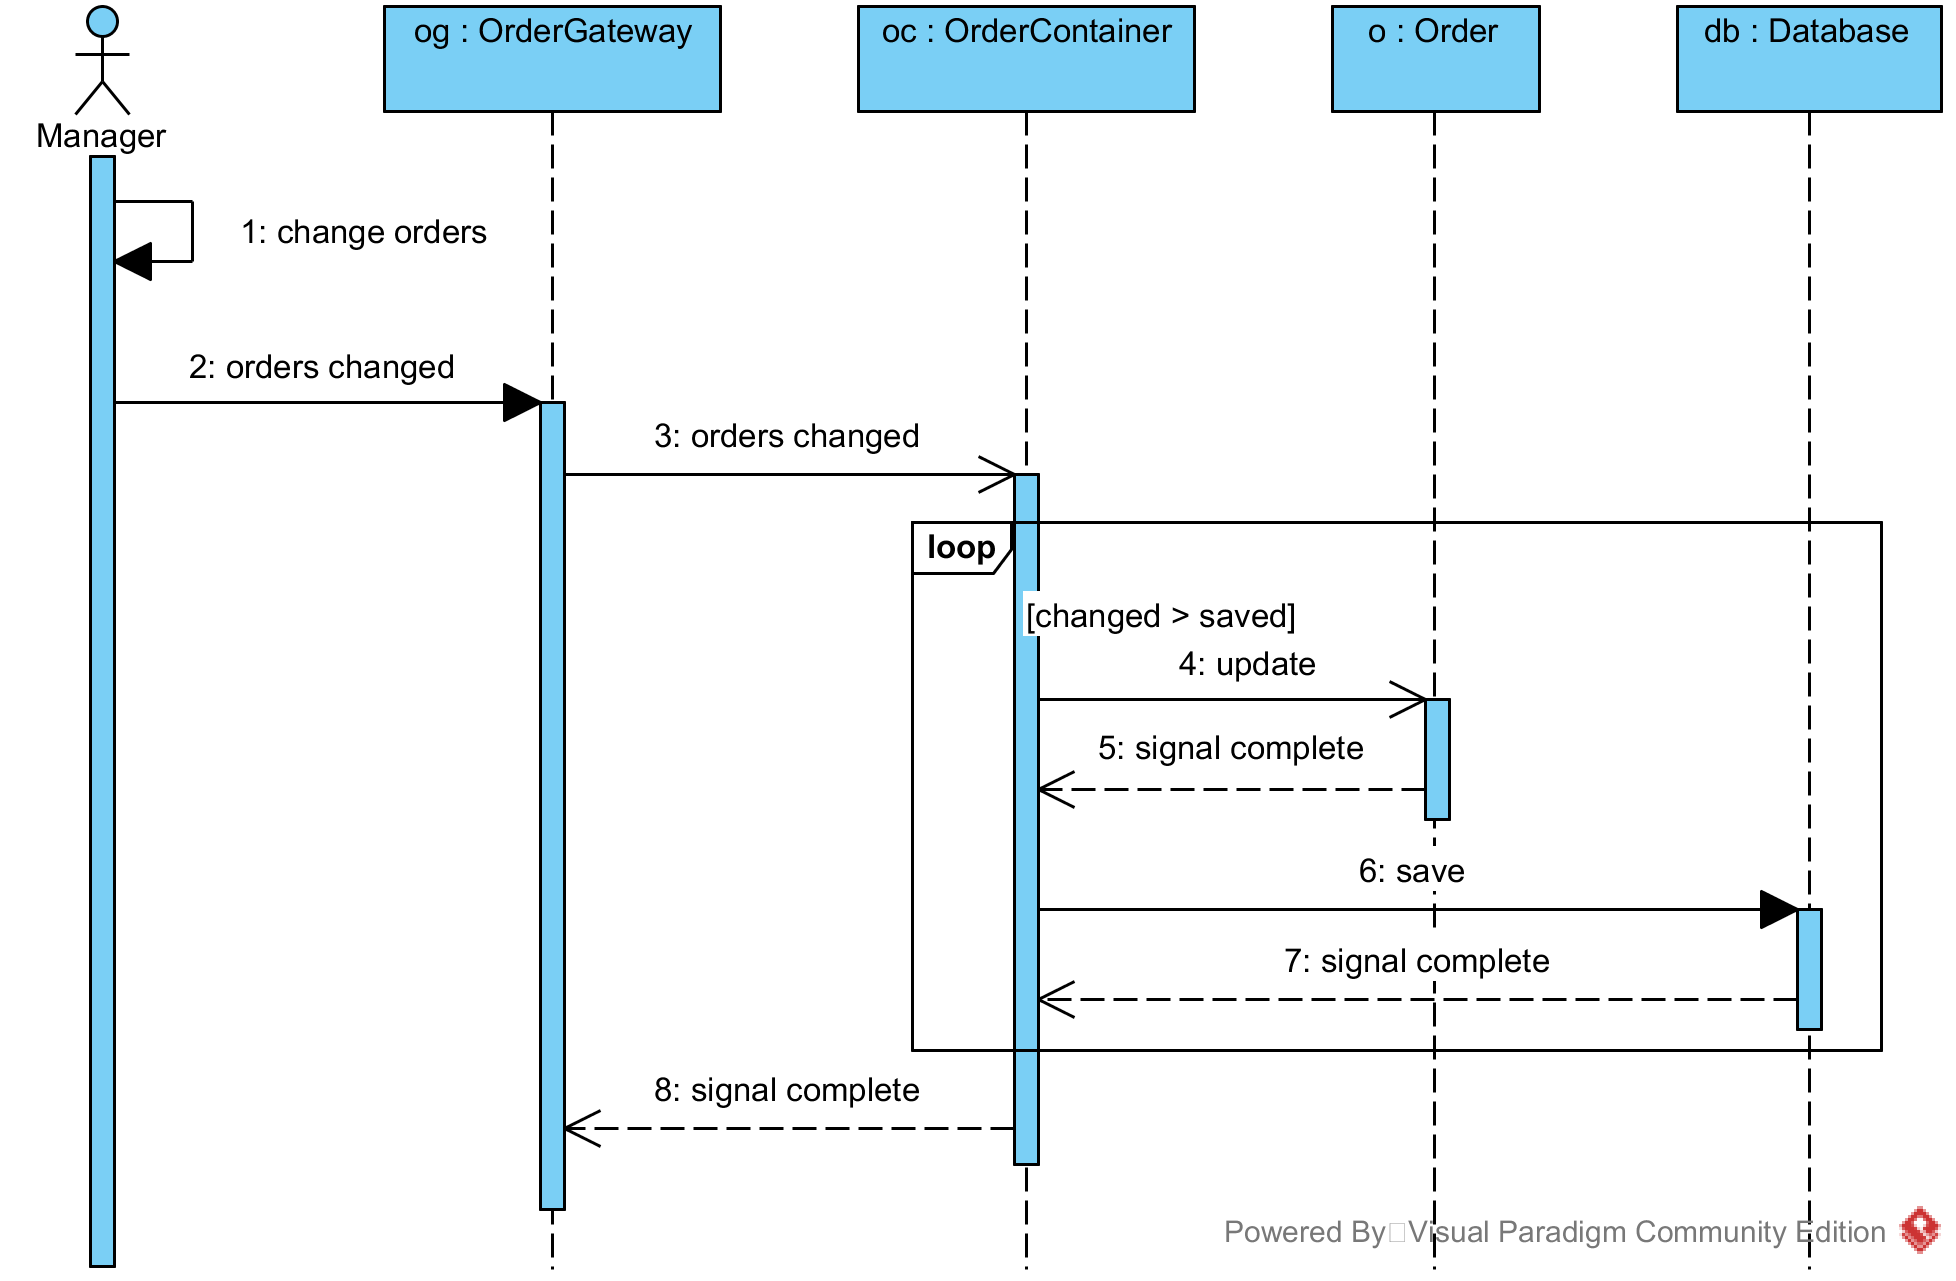 og : OrderGateway
oc : OrderContainer
o : Order
db : Database
Manager
1: change orders
2: orders changed
3: orders changed
loop
[changed > saved]
4: update
5: signal complete
6: save
7: signal complete
8: signal complete
Powered By Visual Paradigm Community Edition